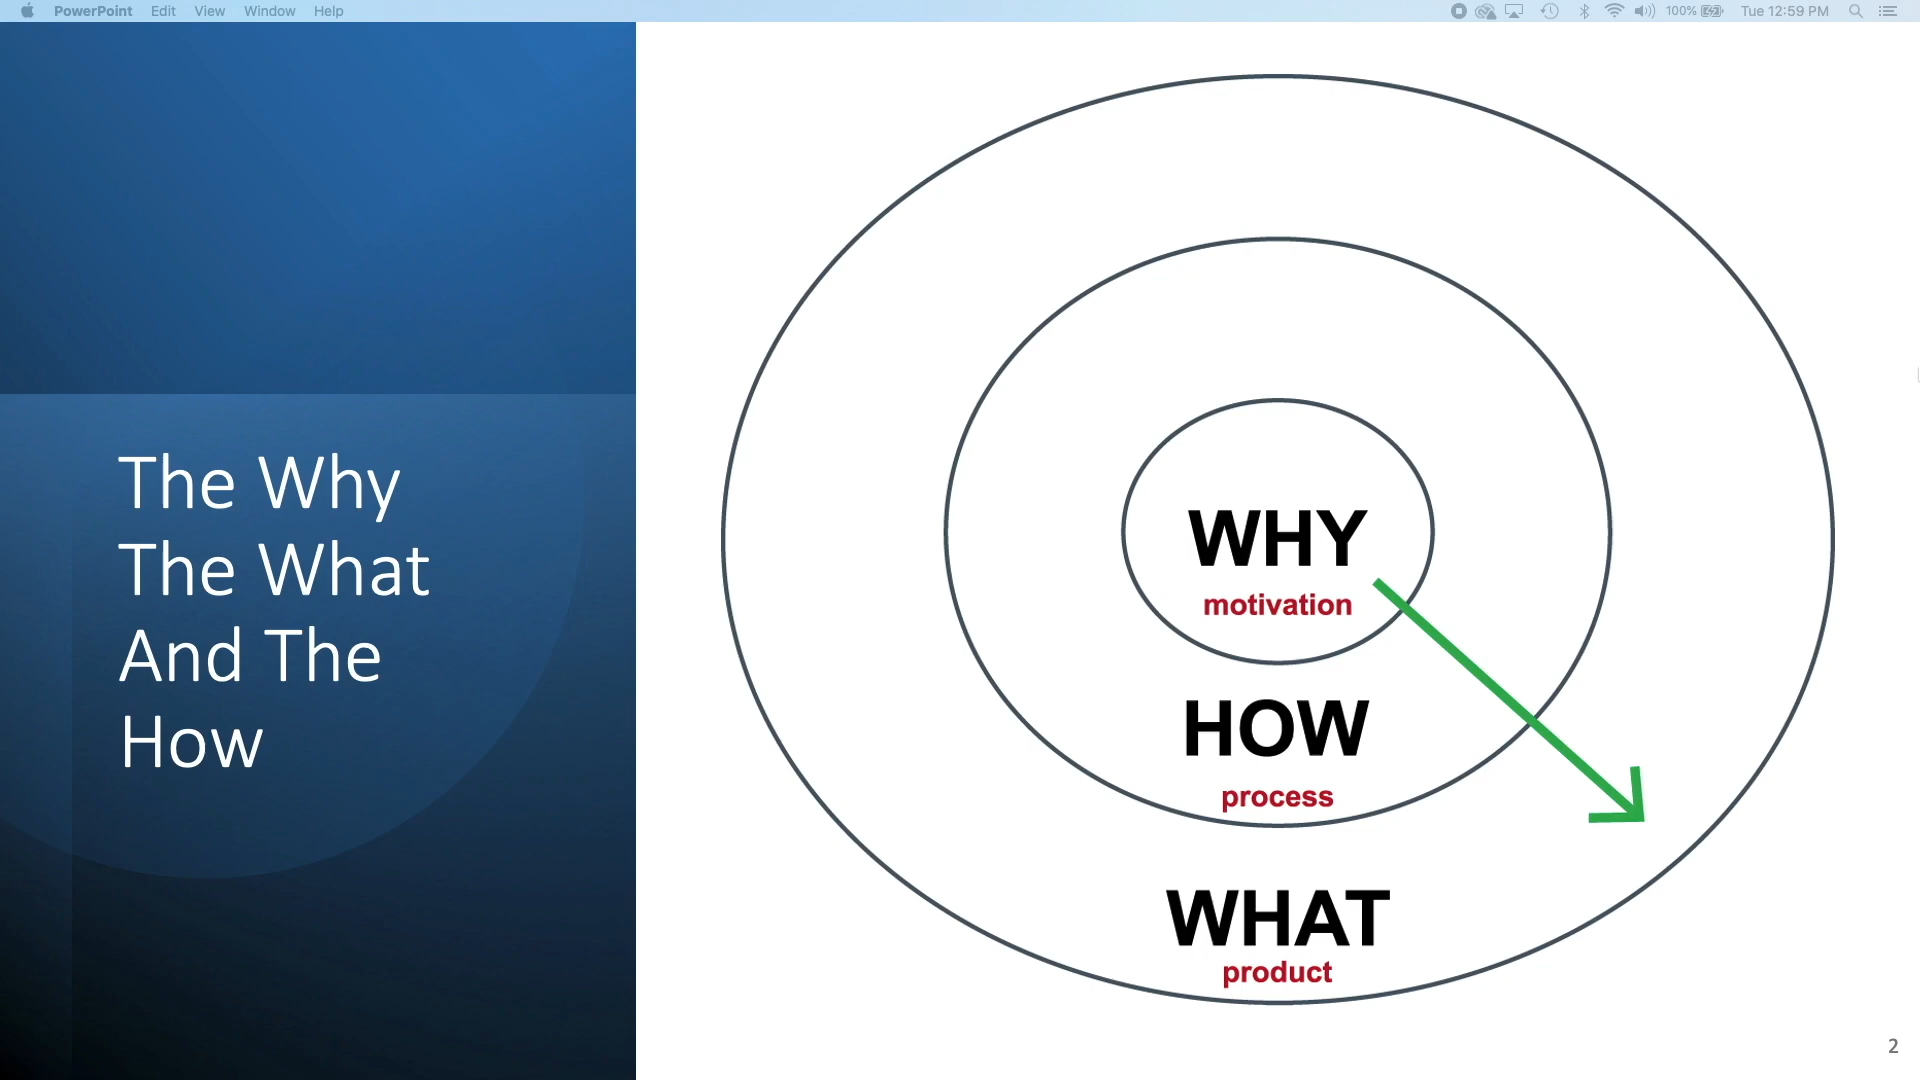 PowerPoint Edit View Window Help 100% Tue 12:59 PM
The Why
The What
And The
How
WHY
motivation
HOW
process
WHAT
product
2